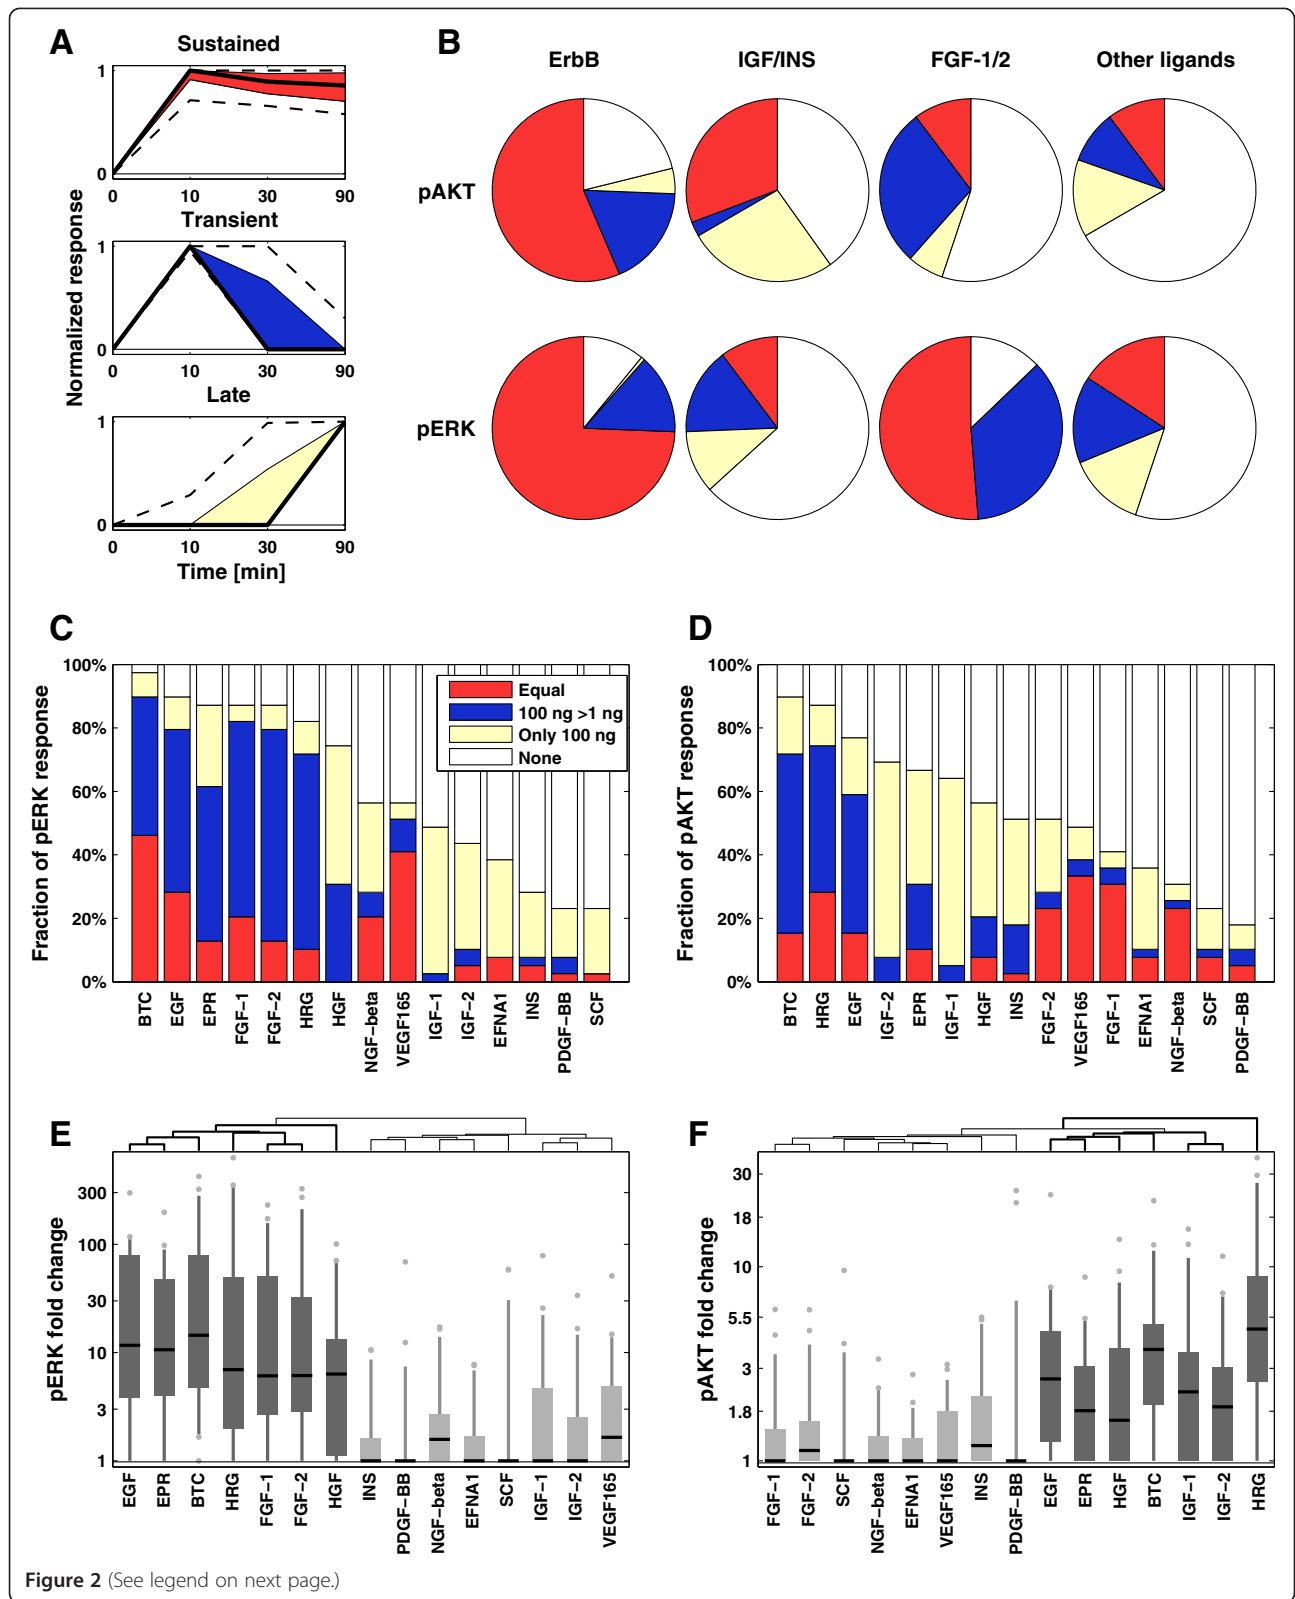 A
Sustained
1
0
0 10 30 90
Transient
1
0
0 10 30 90
Late
1
0
0 10 30 90
Time [min]
Normalized response
B
ErbB IGF/INS FGF-1/2 Other ligands
pAKT
pERK
C
100%
80%
60%
40%
20%
0%
Fraction of pERK response
Equal
100 ng >1 ng
Only 100 ng
None
BTC EGF EPR FGF-1 FGF-2 HRG HGF NGF-beta VEGF165 IGF-1 IGF-2 EFNA1 INS PDGF-BB SCF
D
100%
80%
60%
40%
20%
0%
Fraction of pAKT response
BTC HRG EGF IGF-2 EPR IGF-1 HGF INS FGF-2 VEGF165 FGF-1 EFNA1 NGF-beta SCF PDGF-BB
E
300
100
30
10
3
1
pERK fold change
EGF EPR BTC HRG FGF-1 FGF-2 HGF INS PDGF-BB NGF-beta EFNA1 SCF IGF-1 IGF-2 VEGF165
F
30
18
10
5.5
3
1.8
1
pAKT fold change
FGF-1 FGF-2 SCF NGF-beta EFNA1 VEGF165 INS PDGF-BB EGF EPR HGF BTC IGF-1 IGF-2 HRG
Figure 2 (See legend on next page.)